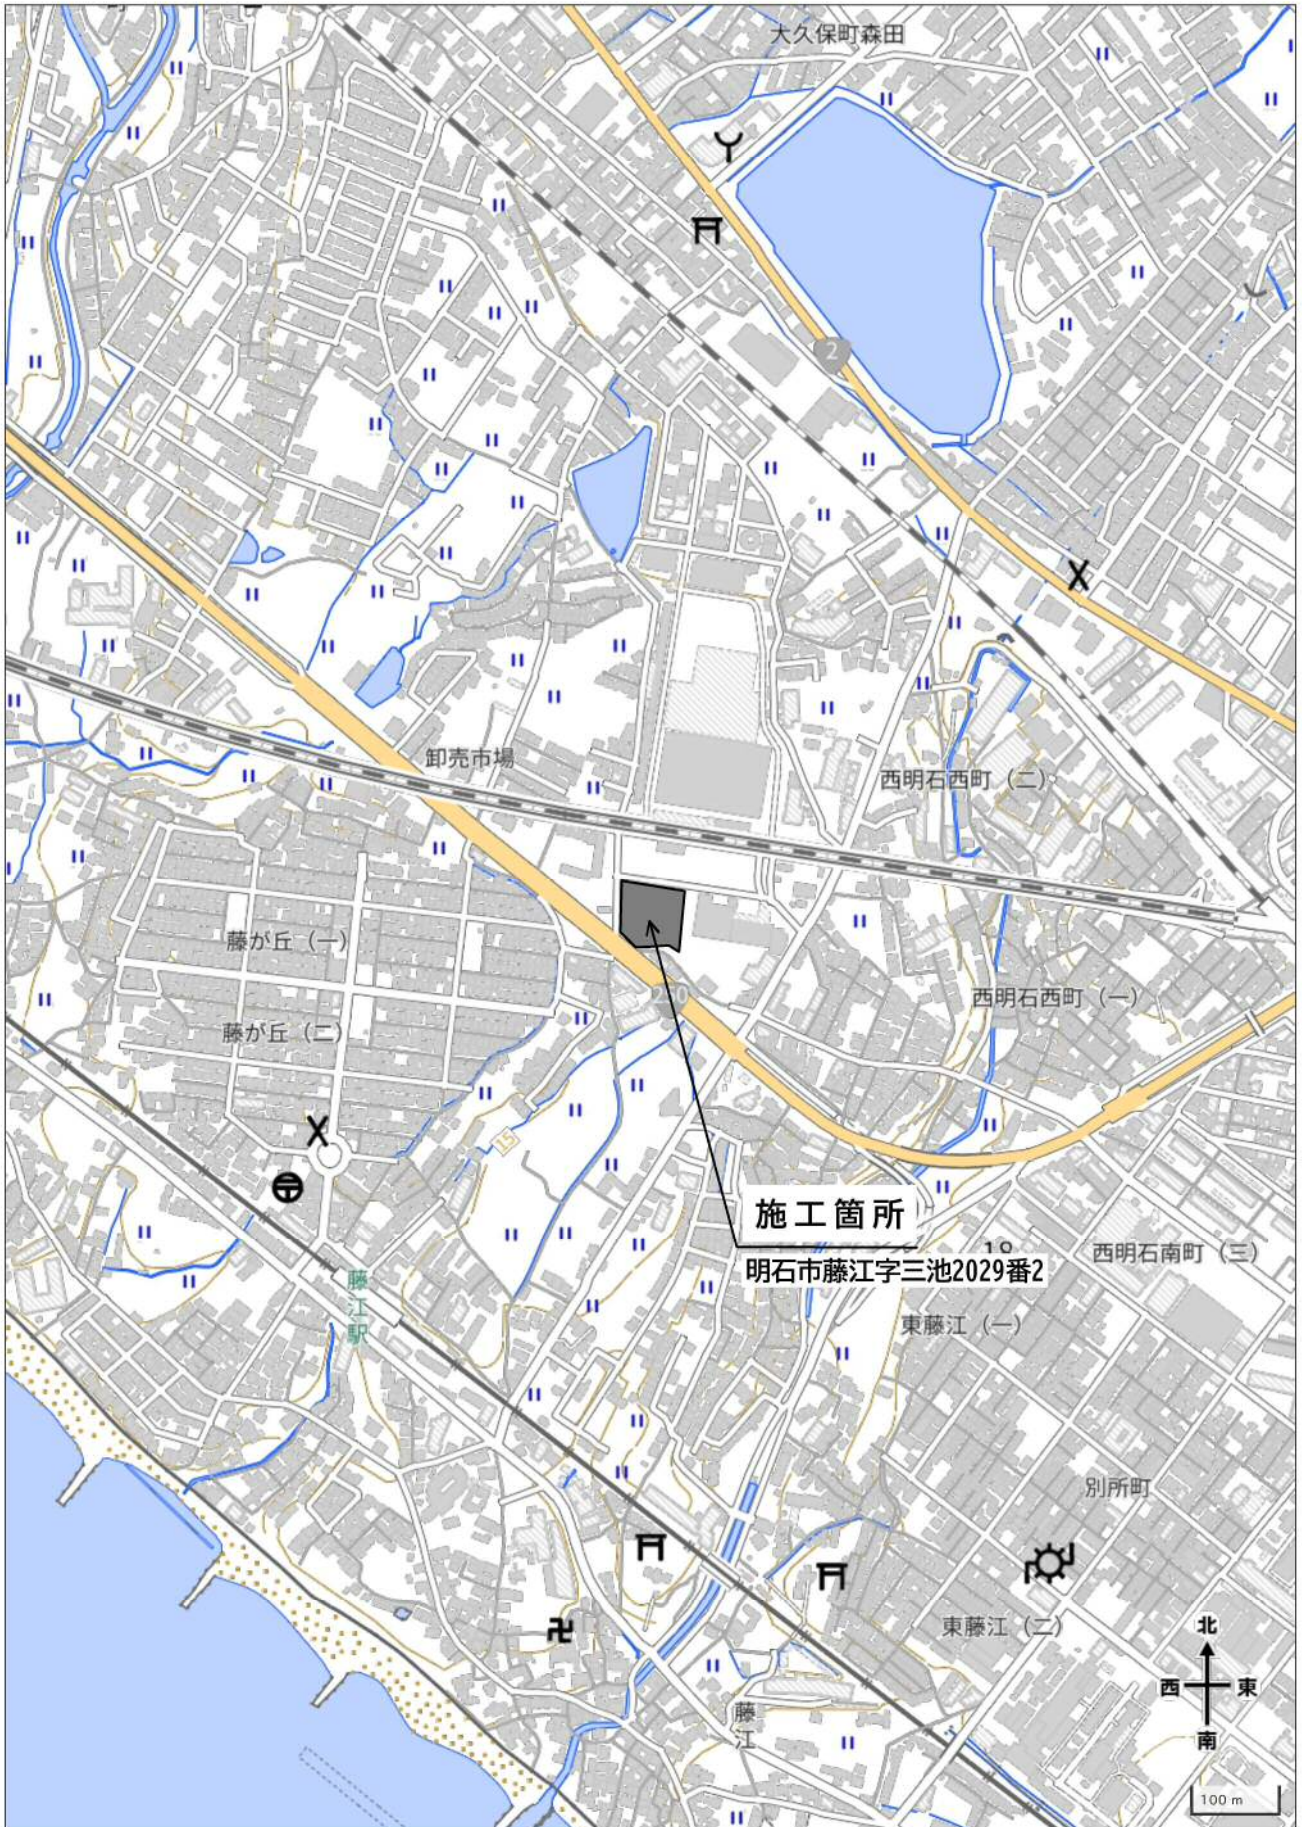 大久保町森田
2
卸売市場
西明石西町（二）
藤が丘（一）
西明石西町（一）
250
藤が丘（二）
15
施工箇所
明石市藤江字三池2029番2
西明石南町（三）
藤江駅
東藤江（一）
別所町
東藤江（二）
北
西
東
南
藤江
100 m